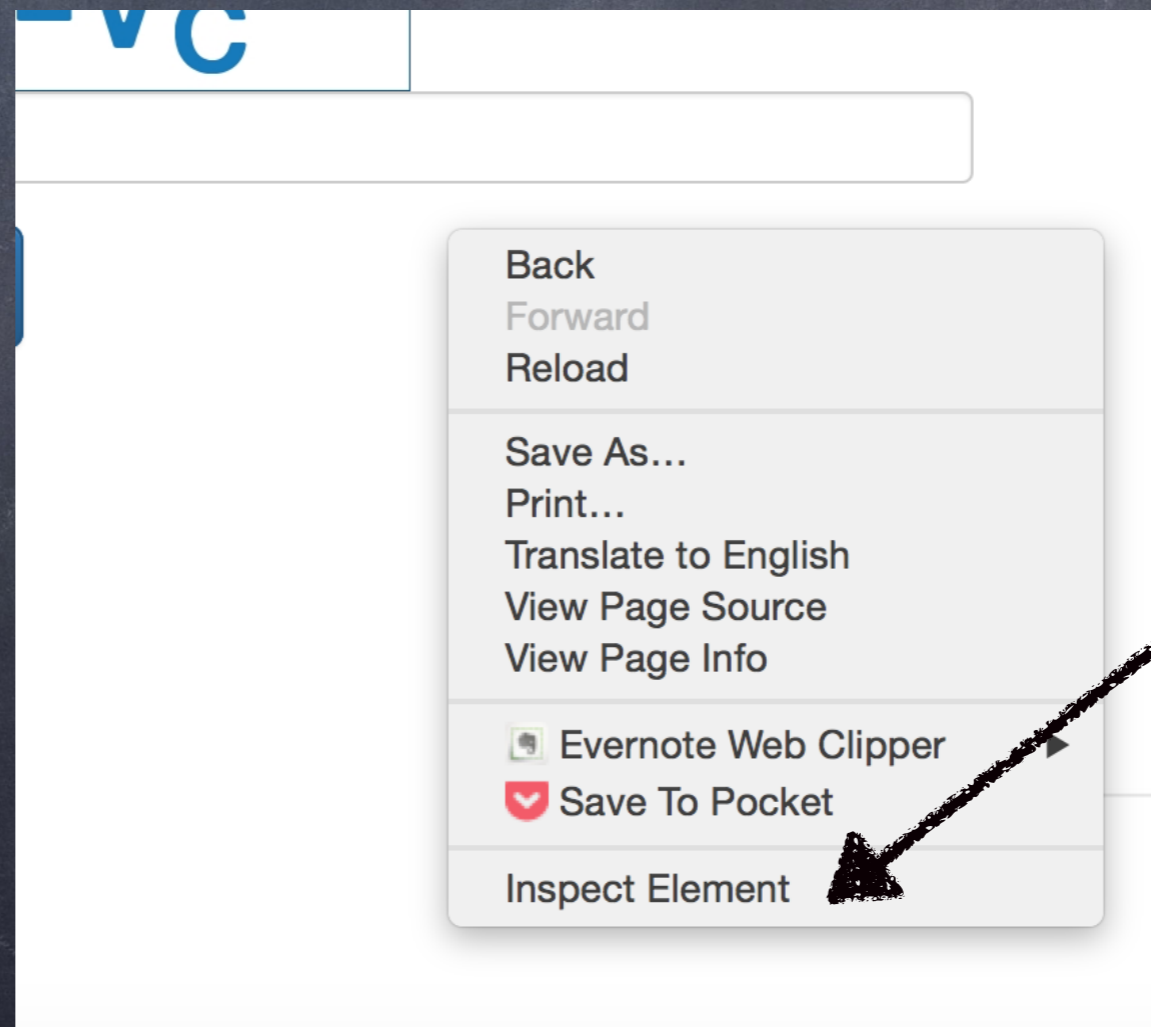 Back
Forward
Reload
Save As...
Print...
Translate to English
View Page Source
View Page Info
Evernote Web Clipper
Save To Pocket
Inspect Element